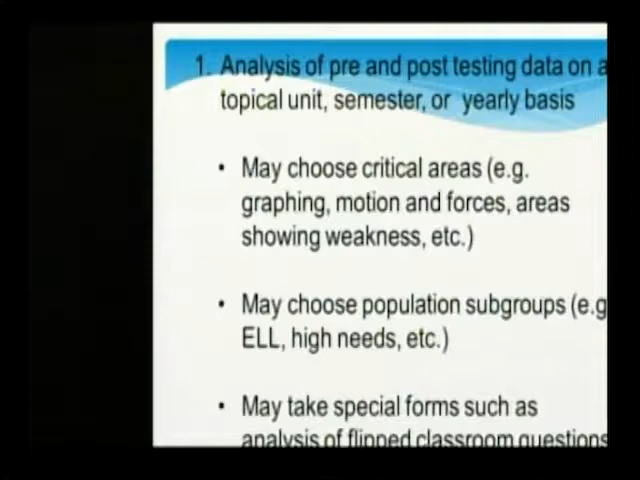 1. Analysis of pre and post testing data on a
topical unit, semester, or yearly basis
• May choose critical areas (e.g.
graphing, motion and forces, areas
showing weakness, etc.)
• May choose population subgroups (e.g
ELL, high needs, etc.)
• May take special forms such as
analysis of flipped classroom questions